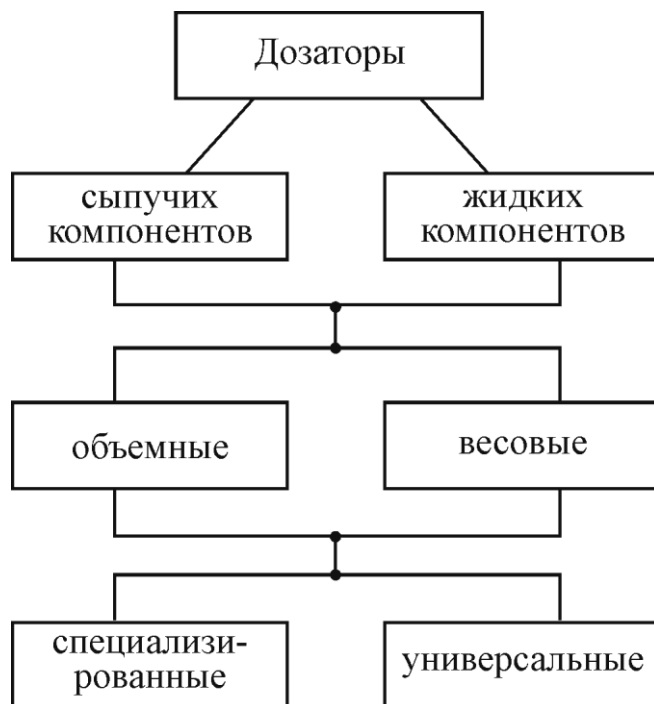 Дозаторы
сыпучих
компонентов
жидких
компонентов
объемные
весовые
специализи-
рованные
универсальные